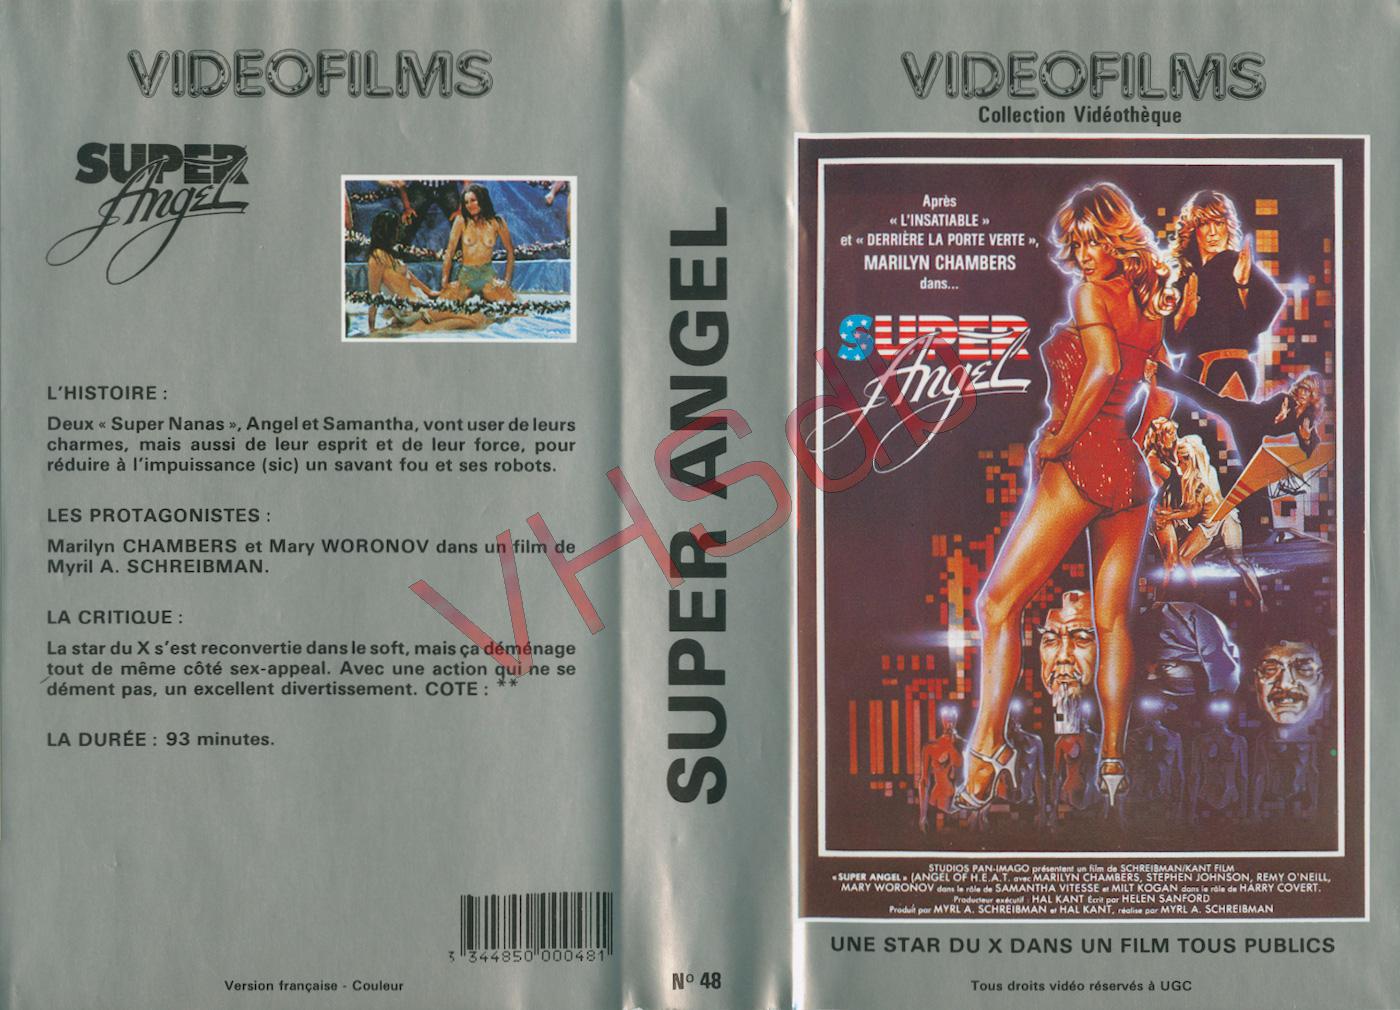 VIDEOFILMS
SUPER
Angel
L'HISTOIRE :
Deux « Super Nanas », Angel et Samantha, vont user de leurs
charmes, mais aussi de leur esprit et de leur force, pour
réduire à l'impuissance (sic) un savant fou et ses robots.
LES PROTAGONISTES :
Marilyn CHAMBERS et Mary WORONOV dans un film de
Myril A. SCHREIBMAN.
LA CRITIQUE :
La star du X s'est reconvertie dans le soft, mais ça déménage
tout de même côté sex-appeal. Avec une action qui ne se
dément pas, un excellent divertissement. COTE : **
LA DURÉE : 93 minutes.
3 344850 000481
Version française - Couleur
SUPER ANGEL
N° 48
VIDEOFILMS
Collection Vidéothèque
Après
« L'INSATIABLE »
et « DERRIÈRE LA PORTE VERTE »,
MARILYN CHAMBERS
dans...
SUPER
Angel
STUDIOS PAN-IMAGO présentent un film de SCHREIBMAN/KANT FILM
« SUPER ANGEL » (ANGEL OF H.E.A.T. avec MARILYN CHAMBERS, STEPHEN JOHNSON, REMY O'NEILL,
MARY WORONOV dans le rôle de SAMANTHA VITESSE et MILT KOGAN dans le rôle de HARRY COVERT.
Producteur exécutif : HAL KANT Écrit par HELEN SANFORD
Produit par MYRL A. SCHREIBMAN et HAL KANT, réalise par MYRL A. SCHREIBMAN
UNE STAR DU X DANS UN FILM TOUS PUBLICS
Tous droits vidéo réservés à UGC
VHSdb